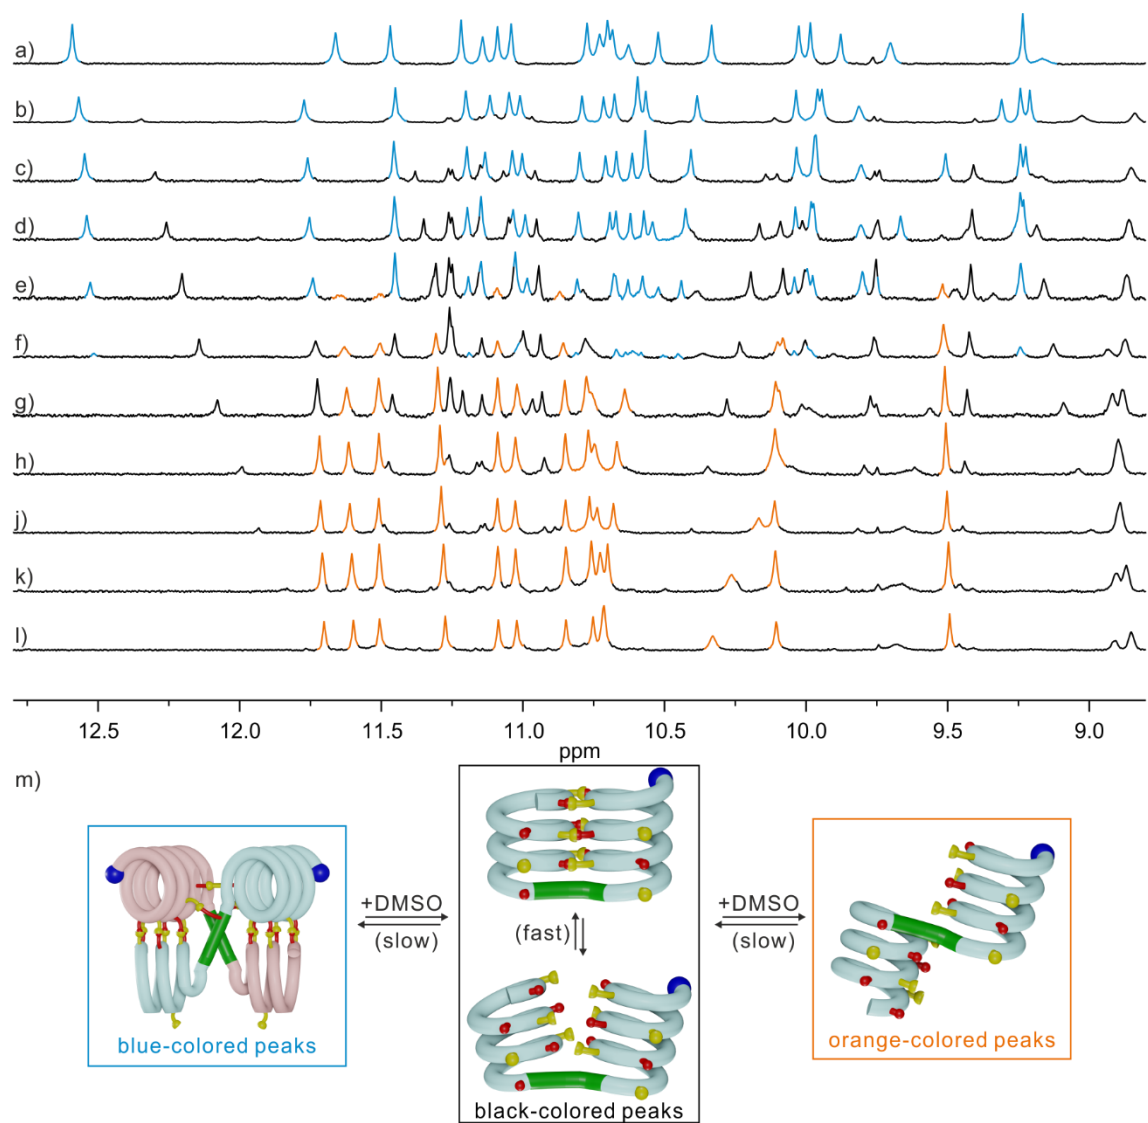 a)
b)
c)
d)
e)
f)
g)
h)
j)
k)
l)
12.5 12.0 11.5 11.0 10.5 10.0 9.5 9.0
ppm
m)
+DMSO
(slow)
(fast)
+DMSO
(slow)
blue-colored peaks
black-colored peaks
orange-colored peaks